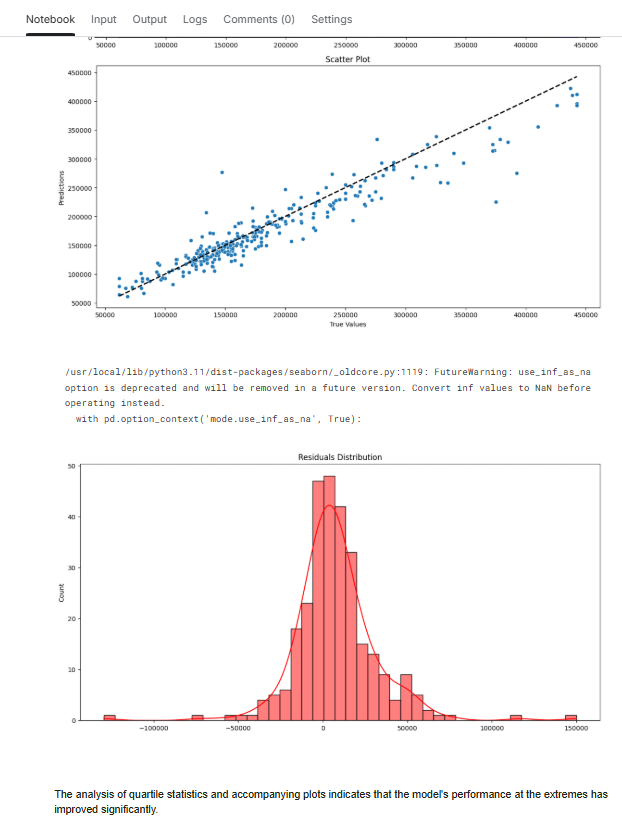 Notebook Input Output Logs Comments (0) Settings
0
50000 100000 150000 200000 250000 300000 350000 400000 450000
Scatter Plot
450000
400000
350000
300000
250000
200000
150000
100000
50000
Predictions
50000 100000 150000 200000 250000 300000 350000 400000 450000
True Values
/usr/local/lib/python3.11/dist-packages/seaborn/_oldcore.py:1119: FutureWarning: use_inf_as_na
option is deprecated and will be removed in a future version. Convert inf values to NaN before
operating instead.
with pd.option_context('mode.use_inf_as_na', True):
Residuals Distribution
50
40
30
20
10
0
Count
−100000 −50000 0 50000 100000 150000
The analysis of quartile statistics and accompanying plots indicates that the model's performance at the extremes has
improved significantly.